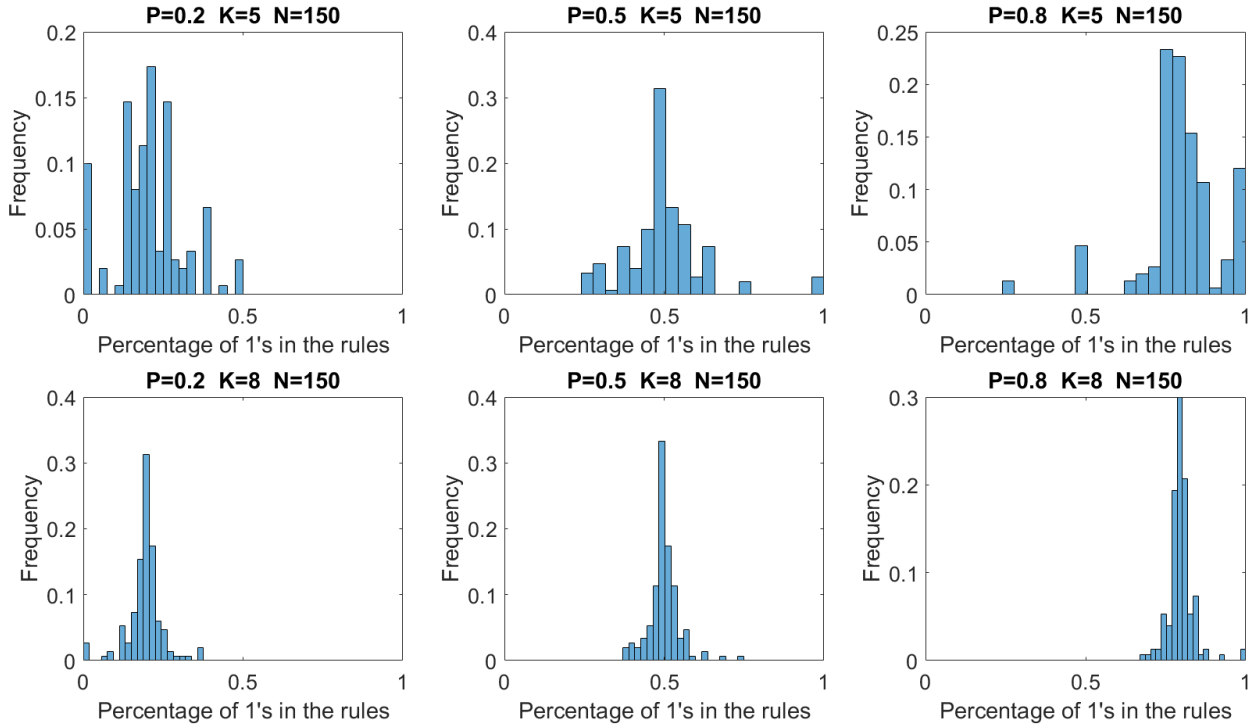 P=0.2 K=5 N=150
0.2
0.15
0.1
0.05
0
Frequency
0
0.5
1
Percentage of 1's in the rules
P=0.5 K=5 N=150
0.4
0.3
0.2
0.1
0
Frequency
0
0.5
1
Percentage of 1's in the rules
P=0.8 K=5 N=150
0.25
0.2
0.15
0.1
0.05
0
Frequency
0
0.5
1
Percentage of 1's in the rules
P=0.2 K=8 N=150
0.4
0.3
0.2
0.1
0
Frequency
0
0.5
1
Percentage of 1's in the rules
P=0.5 K=8 N=150
0.4
0.3
0.2
0.1
0
Frequency
0
0.5
1
Percentage of 1's in the rules
P=0.8 K=8 N=150
0.3
0.2
0.1
0
Frequency
0
0.5
1
Percentage of 1's in the rules